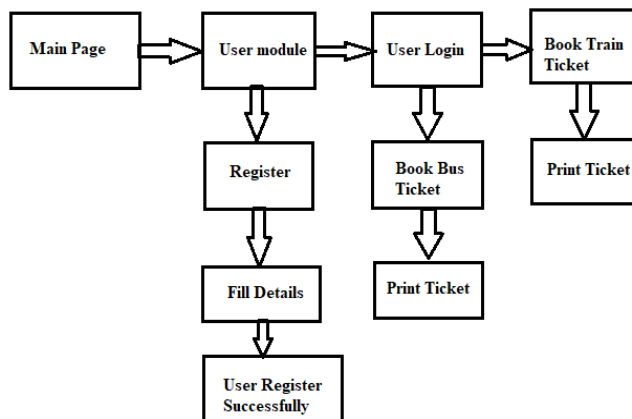 Main Page
User module
User Login
Book Train
Ticket
Register
Book Bus
Ticket
Print Ticket
Fill Details
Print Ticket
User Register
Successfully